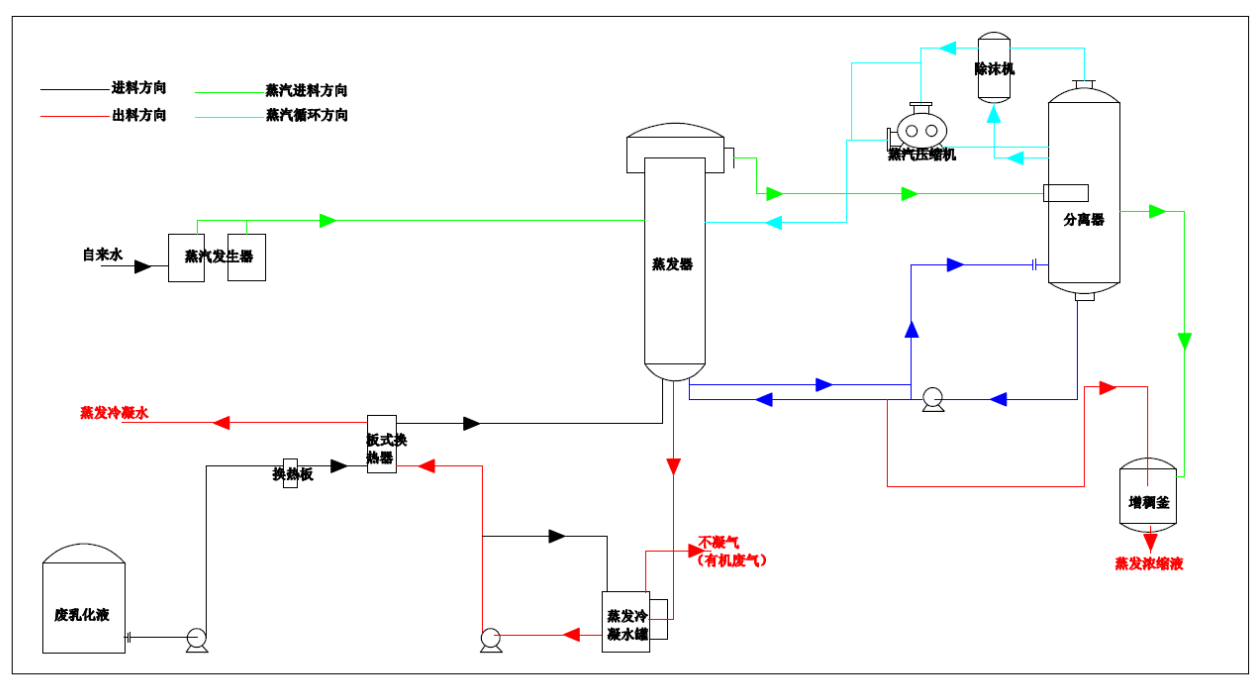 进料方向
蒸汽进料方向
出料方向
蒸汽循环方向
除沫机
蒸汽压缩机
分离器
自来水
蒸汽发生器
蒸发器
蒸发冷凝水
板式换
热器
换热板
增稠釜
不凝气
（有机废气）
蒸发浓缩液
废乳化液
蒸发冷
凝水罐